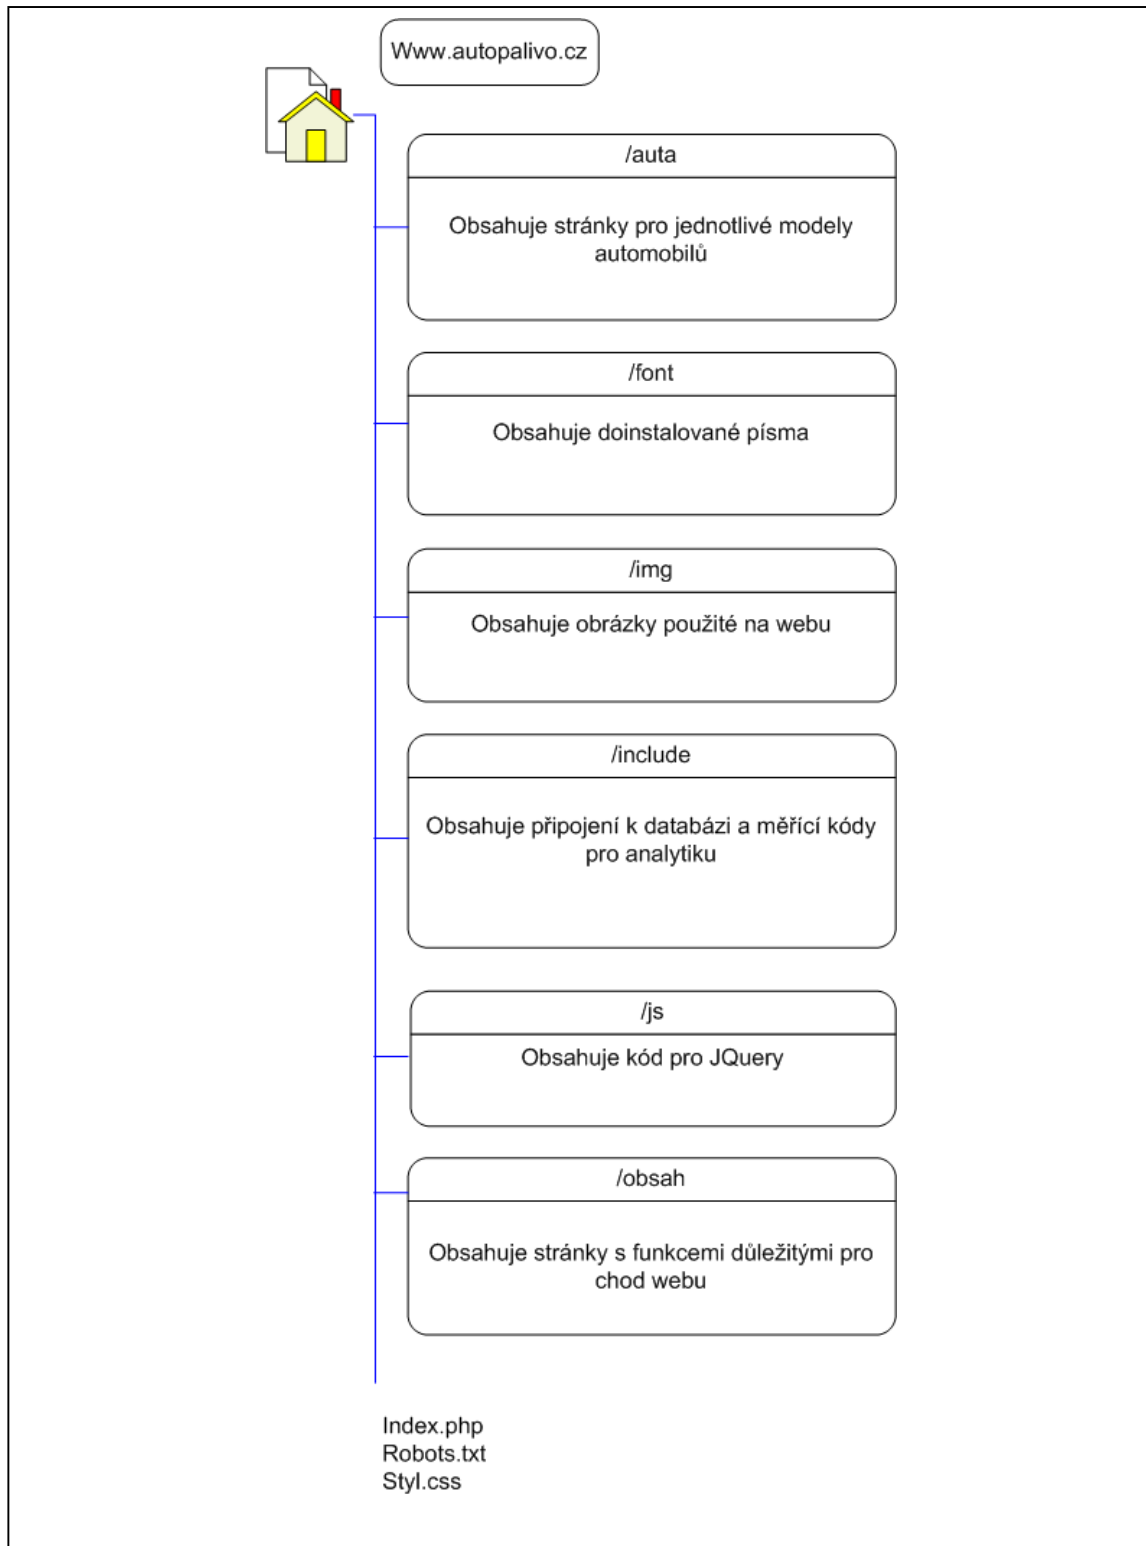 Www.autopalivo.cz
/auta
Obsahuje stránky pro jednotlivé modely
automobilů
/font
Obsahuje doinstalované písma
/img
Obsahuje obrázky použité na webu
/include
Obsahuje připojení k databázi a měřící kódy
pro analytiku
/js
Obsahuje kód pro JQuery
/obsah
Obsahuje stránky s funkcemi důležitými pro
chod webu
Index.php
Robots.txt
Styl.css